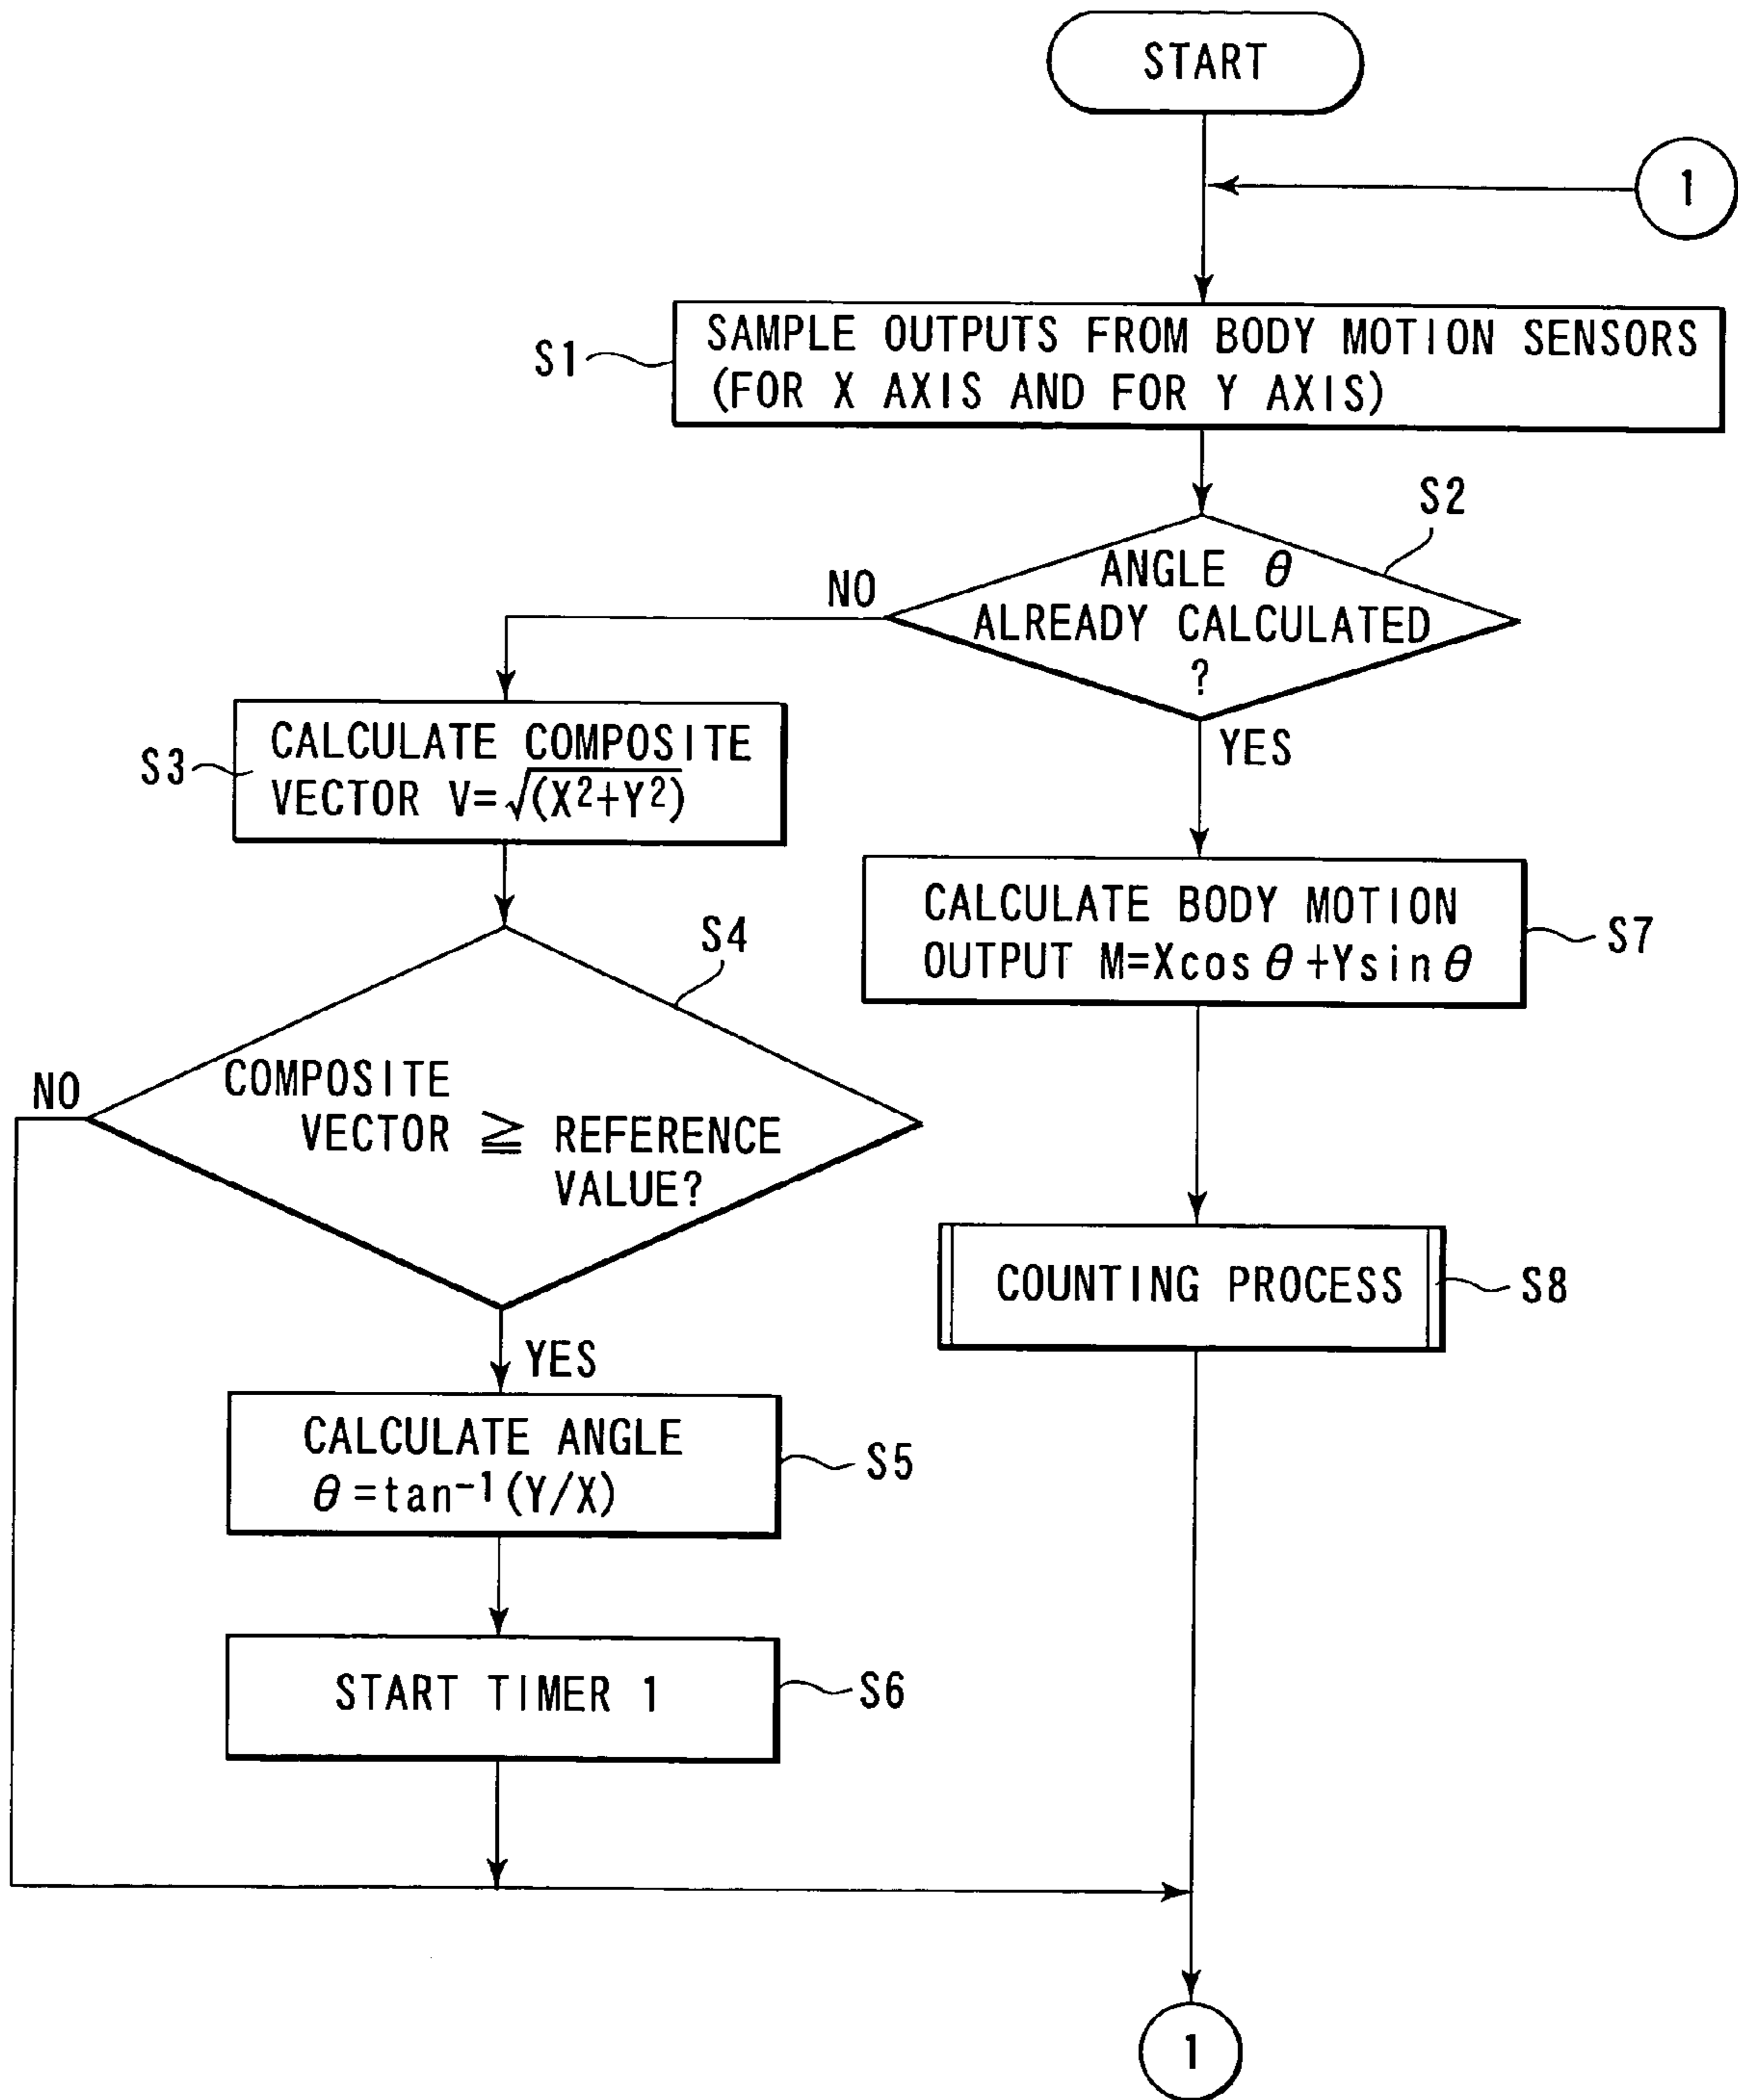 START
1
S1
SAMPLE OUTPUTS FROM BODY MOTION SENSORS
(FOR X AXIS AND FOR Y AXIS)
S2
ANGLE θ
ALREADY CALCULATED
?
NO
YES
S3
CALCULATE COMPOSITE
VECTOR V=√(X²+Y²)
CALCULATE BODY MOTION
OUTPUT M=Xcosθ+Ysinθ
S7
S4
COMPOSITE
VECTOR ≧ REFERENCE
VALUE?
NO
YES
COUNTING PROCESS
S8
CALCULATE ANGLE
θ=tan⁻¹(Y/X)
S5
START TIMER 1
S6
1